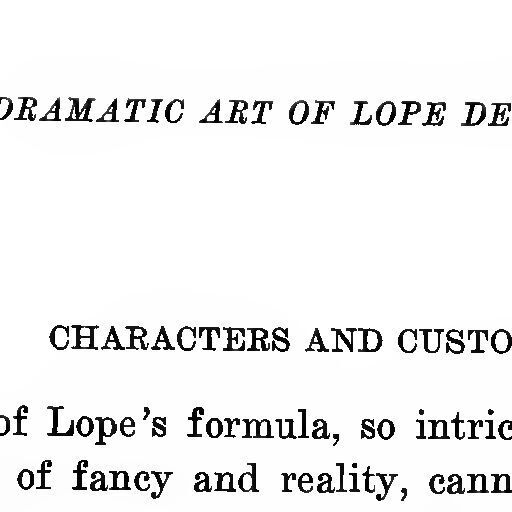 DRAMATIC ART OF LOPE DE
CHARACTERS AND CUSTO
of Lope's formula, so intric
of fancy and reality, cann